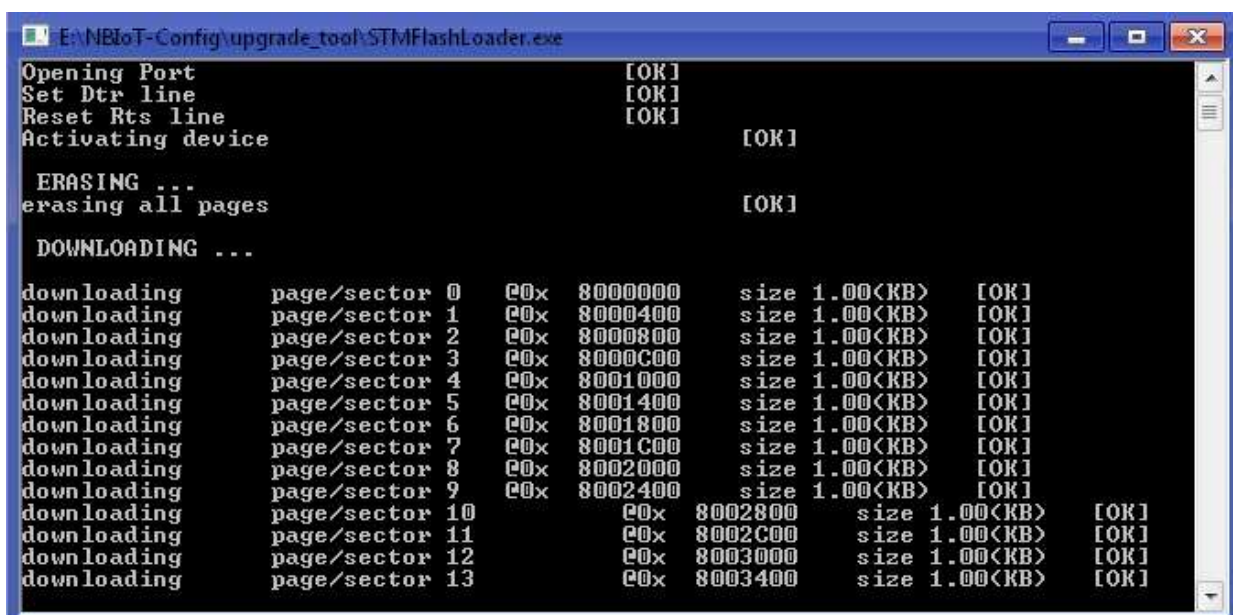 E:\NBIoT-Config\upgrade_tool\STMFlashLoader.exe
Opening Port [OK]
Set Dtr line [OK]
Reset Rts line [OK]
Activating device [OK]
ERASING ...
erasing all pages [OK]
DOWNLOADING ...
downloading page/sector 0 @0x 8000000 size 1.00(KB) [OK]
downloading page/sector 1 @0x 8000400 size 1.00(KB) [OK]
downloading page/sector 2 @0x 8000800 size 1.00(KB) [OK]
downloading page/sector 3 @0x 8000C00 size 1.00(KB) [OK]
downloading page/sector 4 @0x 8001000 size 1.00(KB) [OK]
downloading page/sector 5 @0x 8001400 size 1.00(KB) [OK]
downloading page/sector 6 @0x 8001800 size 1.00(KB) [OK]
downloading page/sector 7 @0x 8001C00 size 1.00(KB) [OK]
downloading page/sector 8 @0x 8002000 size 1.00(KB) [OK]
downloading page/sector 9 @0x 8002400 size 1.00(KB) [OK]
downloading page/sector 10 @0x 8002800 size 1.00(KB) [OK]
downloading page/sector 11 @0x 8002C00 size 1.00(KB) [OK]
downloading page/sector 12 @0x 8003000 size 1.00(KB) [OK]
downloading page/sector 13 @0x 8003400 size 1.00(KB) [OK]